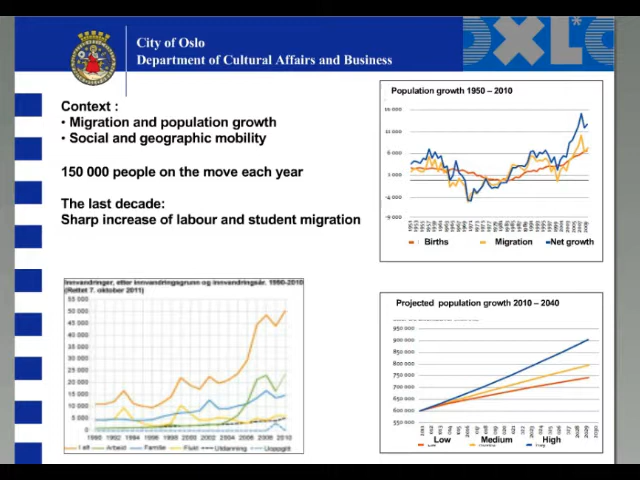 City of Oslo
Department of Cultural Affairs and Business
OXLO*
Context :
• Migration and population growth
• Social and geographic mobility
150 000 people on the move each year
The last decade:
Sharp increase of labour and student migration
Population growth 1950 – 2010
16 000
11 000
6 000
1 000
-4 000
-9 000
Births Migration Net growth
Innvandringer, etter innvandringsgrunn og innvandringsår. 1990-2010
(Rettet 7. oktober 2011)
55 000
50 000
45 000
40 000
35 000
30 000
25 000
20 000
15 000
10 000
5 000
0
1990 1992 1994 1996 1998 2000 2002 2004 2006 2008 2010
I alt Arbeid Familie Flukt Utdanning Uoppgitt
Projected population growth 2010 – 2040
950 000
900 000
850 000
800 000
750 000
700 000
650 000
600 000
550 000
Low Medium High